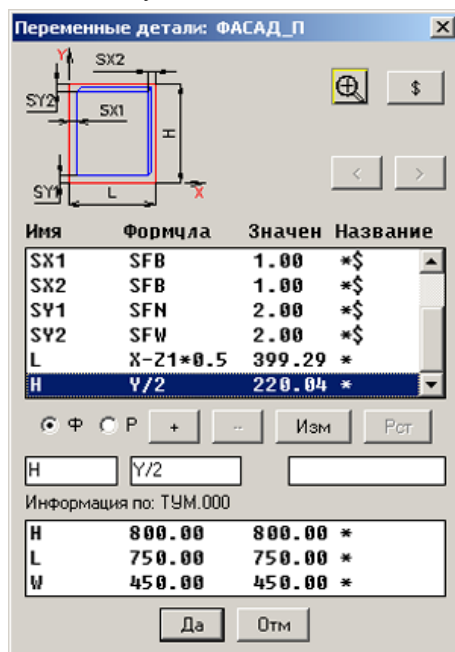 Переменные детали: ФАСАД_П
Y SX2
SY2 SX1
H
SY1 L X
$
< >
Имя Формула Значен Название
SX1 SFB 1.00 *$
SX2 SFB 1.00 *$
SY1 SFN 2.00 *$
SY2 SFW 2.00 *$
L X-Z1*0.5 399.29 *
H Y/2 220.04 *
Ф Р + -- Изм Рст
H Y/2
Информация по: ТУМ.000
H 800.00 800.00 *
L 750.00 750.00 *
W 450.00 450.00 *
Да Отм